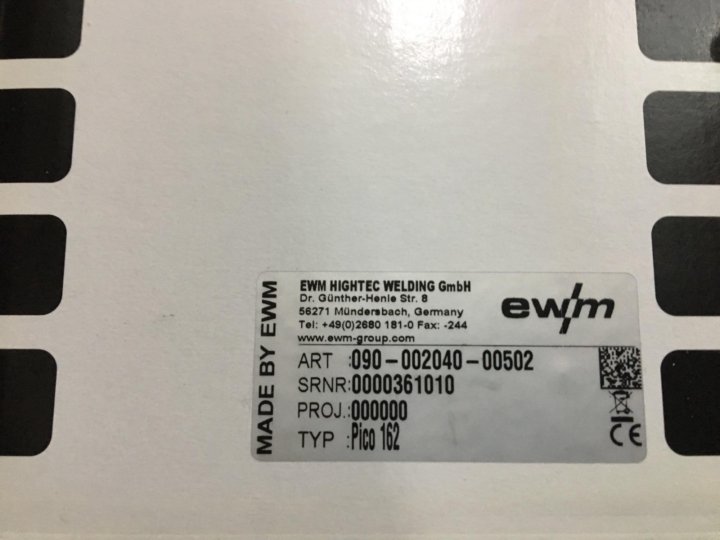 MADE BY EWM
EWM HIGHTEC WELDING GmbH
Dr. Günther-Henle Str. 8
56271 Mündersbach, Germany
Tel: +49(0)2680 181-0 Fax: -244
www.ewm-group.com
ewm
ART :090-002040-00502
SRNR:0000361010
PROJ.:000000
TYP :Pico 162
CE